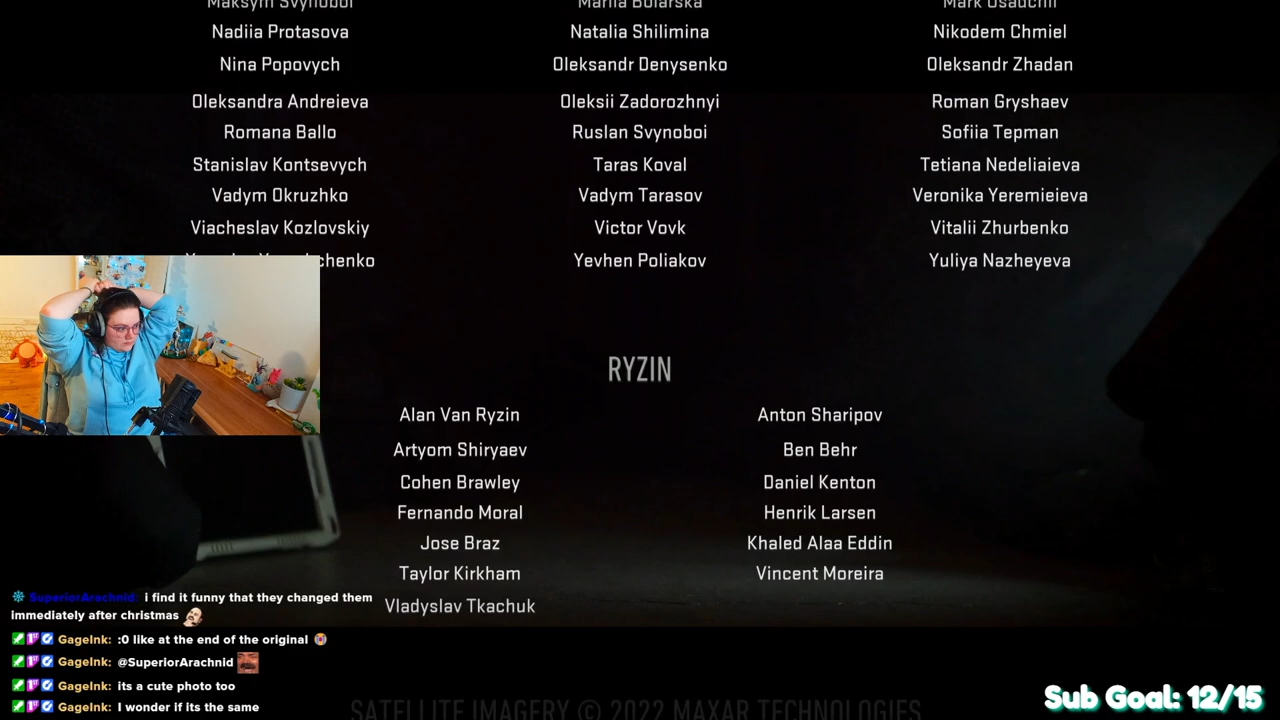 Maksym Svynoboi Mariia Boiarska Mark Osadchii
Nadiia Protasova Natalia Shilimina Nikodem Chmiel
Nina Popovych Oleksandr Denysenko Oleksandr Zhadan
Oleksandra Andreieva Oleksii Zadorozhnyi Roman Gryshaev
Romana Ballo Ruslan Svynoboi Sofiia Tepman
Stanislav Kontsevych Taras Koval Tetiana Nedeliaieva
Vadym Okruzhko Vadym Tarasov Veronika Yeremieieva
Viacheslav Kozlovskiy Victor Vovk Vitalii Zhurbenko
Yevhen Poliakov Yuliya Nazheyeva
RYZIN
Alan Van Ryzin Anton Sharipov
Artyom Shiryaev Ben Behr
Cohen Brawley Daniel Kenton
Fernando Moral Henrik Larsen
Jose Braz Khaled Alaa Eddin
Taylor Kirkham Vincent Moreira
Vladyslav Tkachuk
SuperiorArachnid: i find it funny that they changed them
immediately after christmas
GageInk: :0 like at the end of the original
GageInk: @SuperiorArachnid
GageInk: its a cute photo too
GageInk: I wonder if its the same
SATELLITE IMAGERY © 2022 MAXAR TECHNOLOGIES
Sub Goal: 12/15